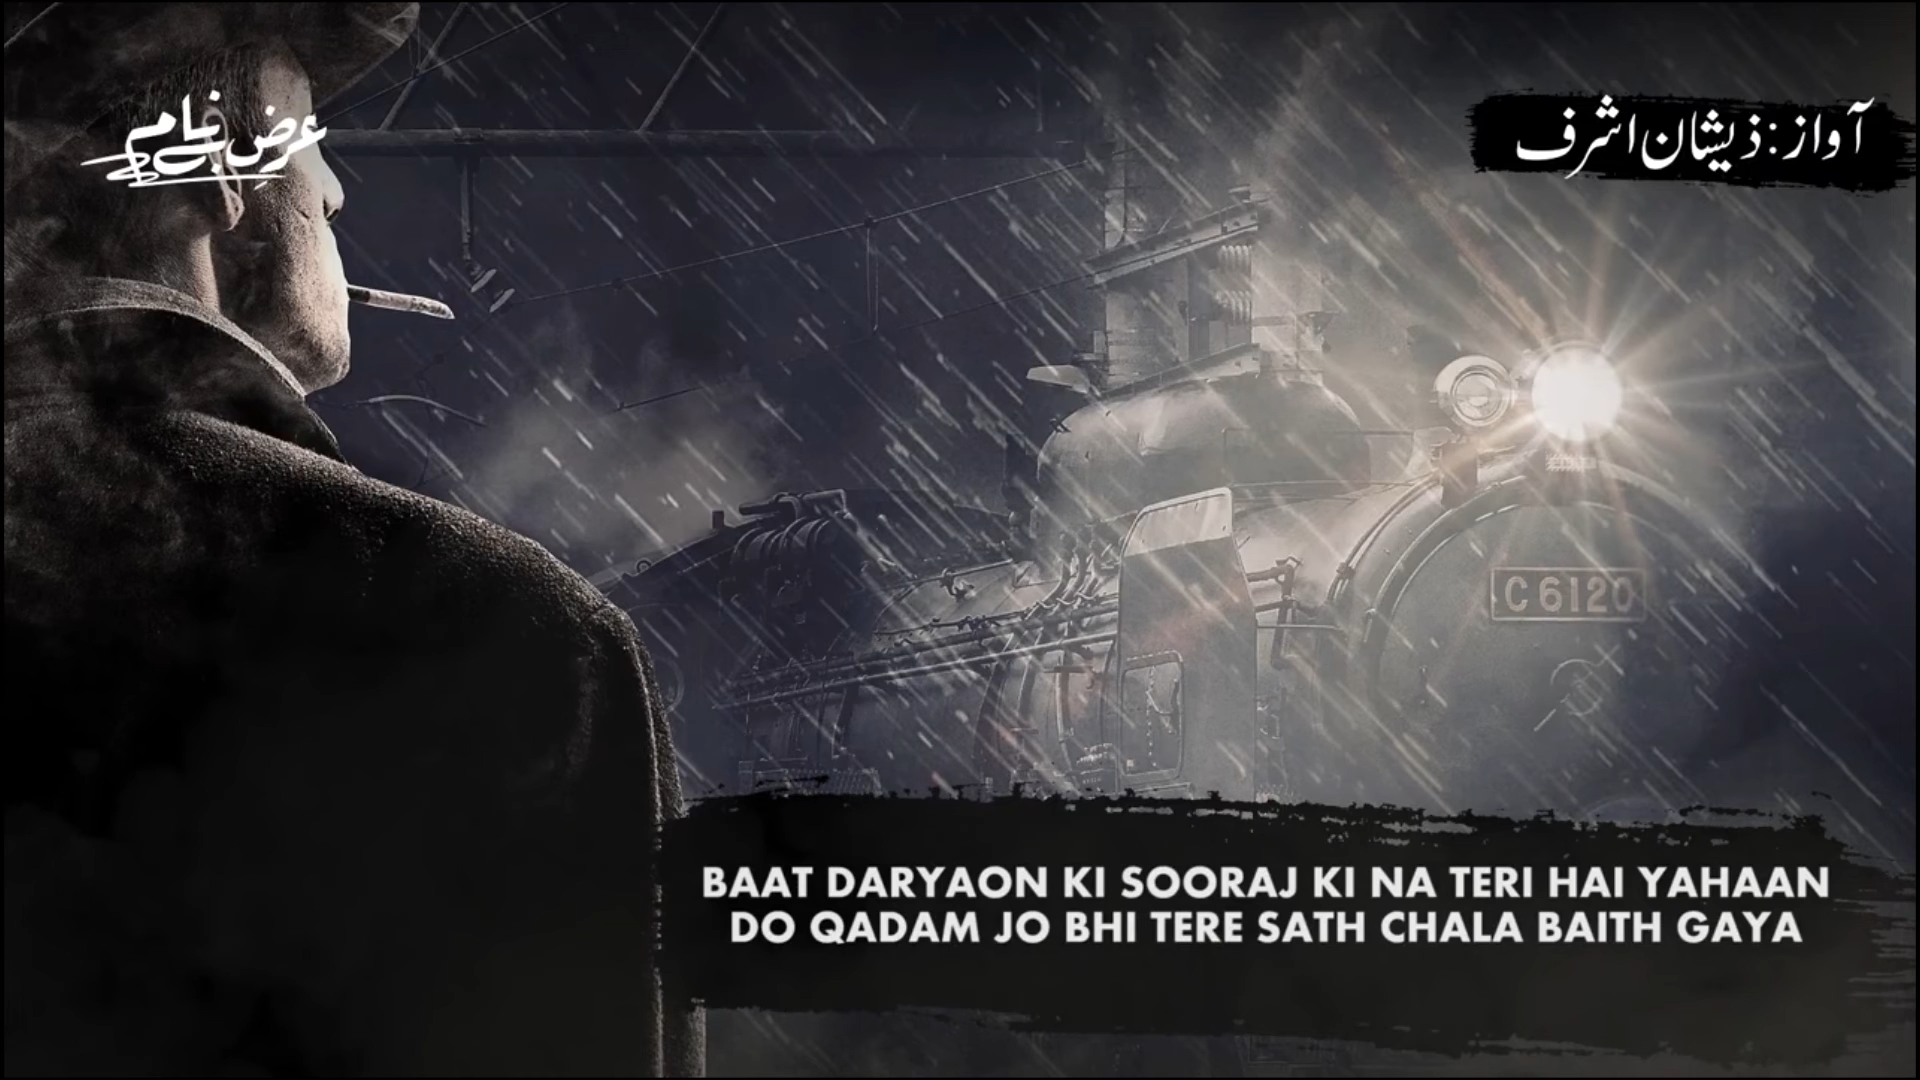 آواز: ذیشان اشرف
C 6120
BAAT DARYAON KI SOORAJ KI NA TERI HAI YAHAAN
DO QADAM JO BHI TERE SATH CHALA BAITH GAYA